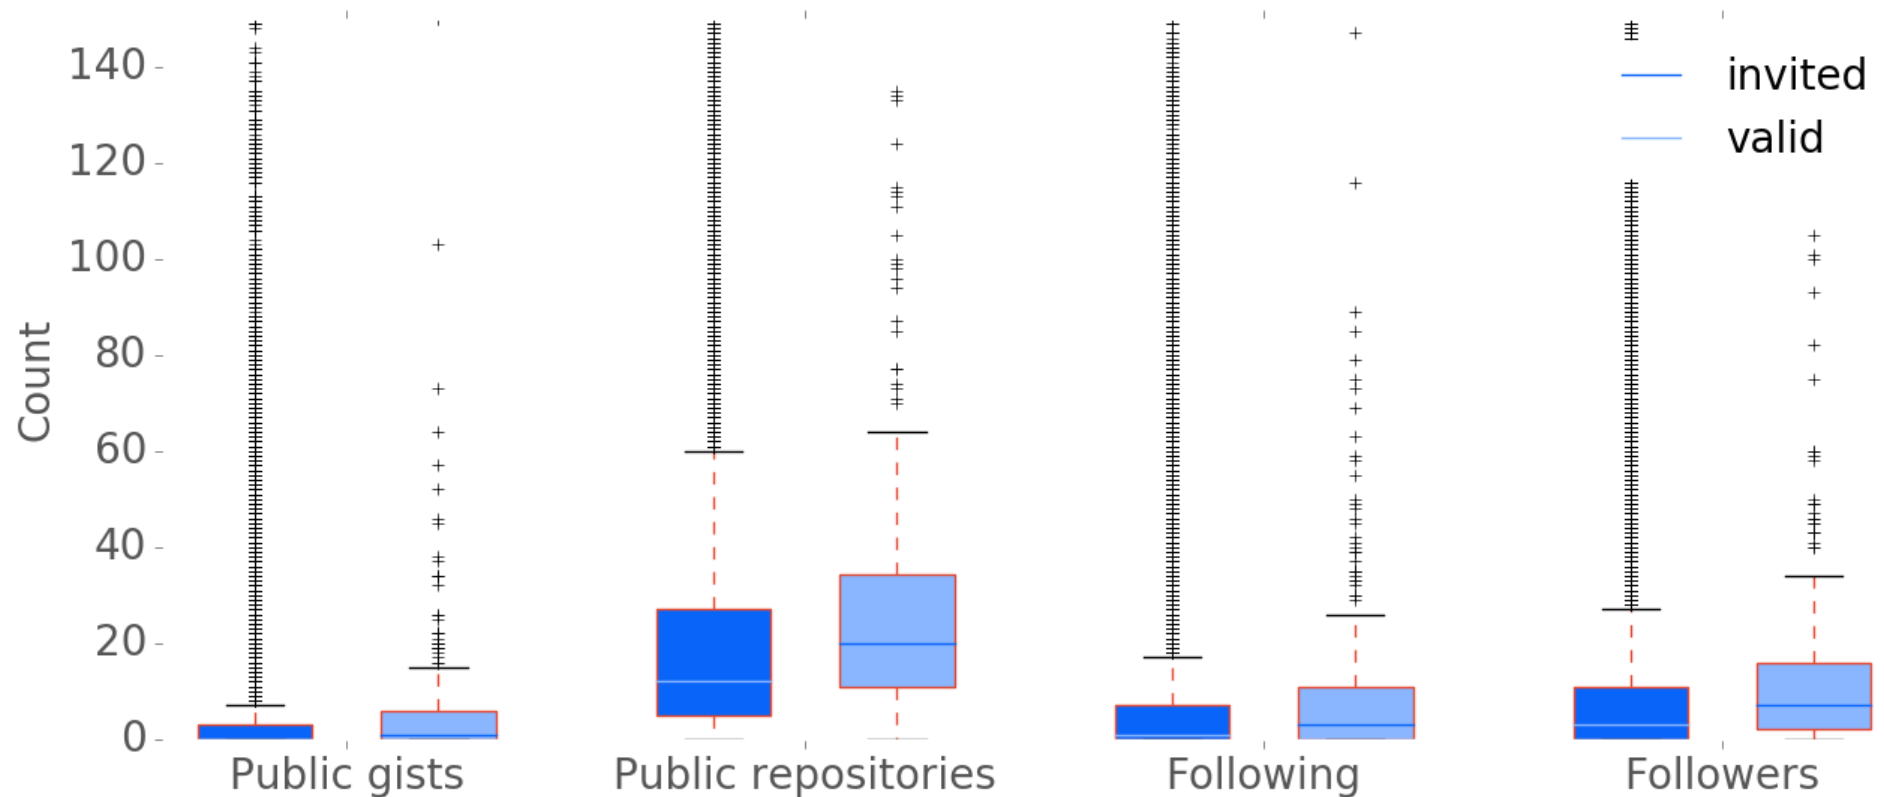 140
120
100
80
60
40
20
0
Count
invited
valid
Public gists
Public repositories
Following
Followers